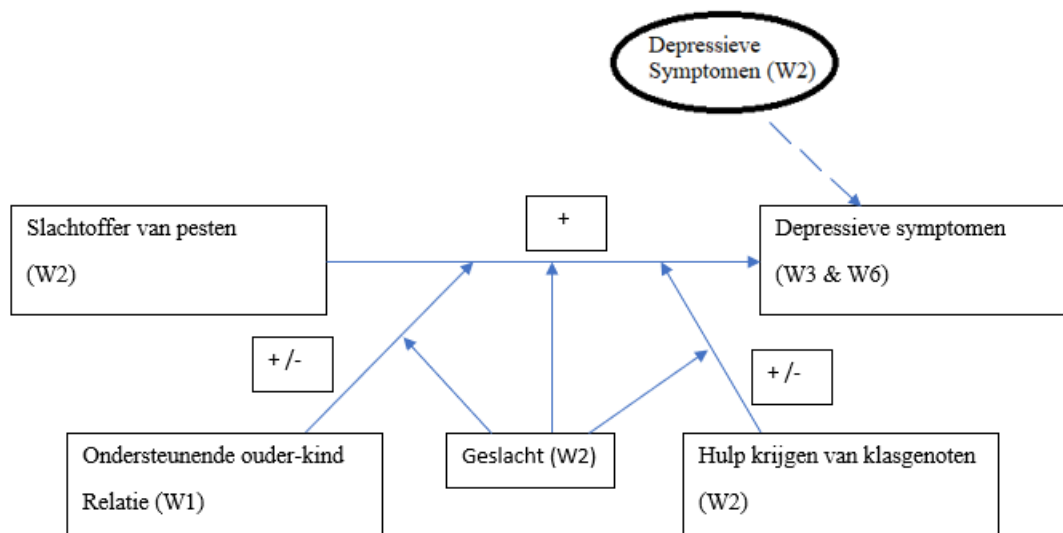 Depressieve
Symptomen (W2)
Slachtoffer van pesten
(W2)
+
Depressieve symptomen
(W3 & W6)
+ /-
+ /-
Ondersteunende ouder-kind
Relatie (W1)
Geslacht (W2)
Hulp krijgen van klasgenoten
(W2)